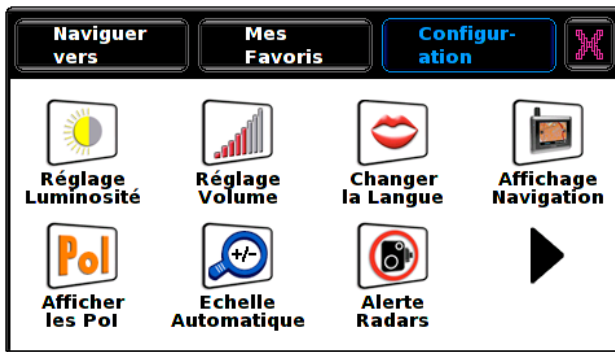 Naviguer
vers
Mes
Favoris
Configur-
ation
Réglage
Luminosité
Réglage
Volume
Changer
la Langue
Affichage
Navigation
PoI
Afficher
les PoI
+/-
Echelle
Automatique
Alerte
Radars